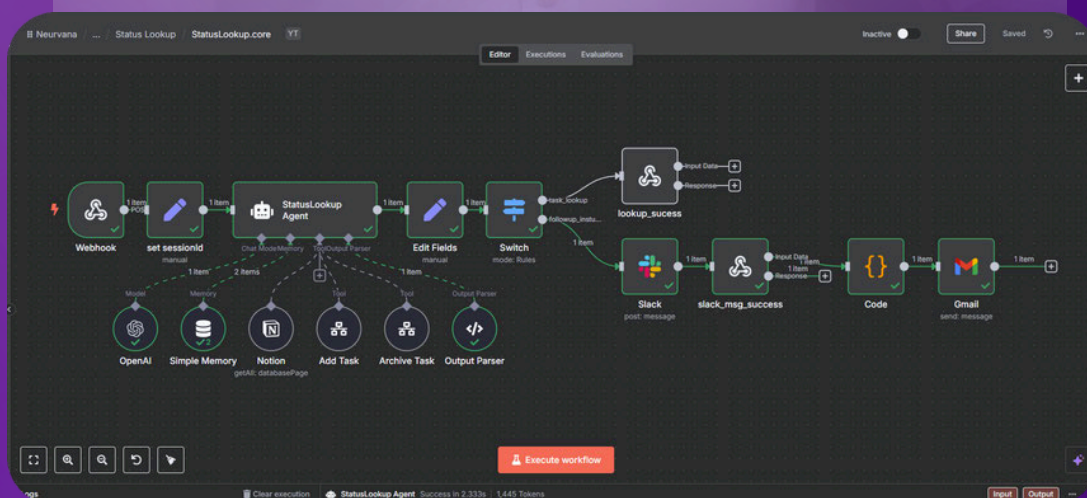 Neurvana / ... / Status Lookup / StatusLookup.core YT
Inactive Share Saved
Editor Executions Evaluations
Input Data
Response
task_lookup
lookup_sucess
followup_instu...
1 item
1 item
POST
1 item
StatusLookup
Agent
1 item
1 item
Webhook
set sessionId
manual
Chat Model Memory Tool Output Parser
Edit Fields
manual
Switch
mode: Rules
1 item
Input Data
1 item
1 item
Response
1 item
1 item
Slack
post: message
slack_msg_success
Code
Gmail
send: message
1 item
2 items
1 item
Model
Memory
Tool
Tool
Output Parser
2
OpenAI
Simple Memory
Notion
getAll: databasePage
Add Task
Archive Task
Output Parser
Execute workflow
Clear execution
StatusLookup Agent Success in 2.333s 1,445 Tokens
Input Output